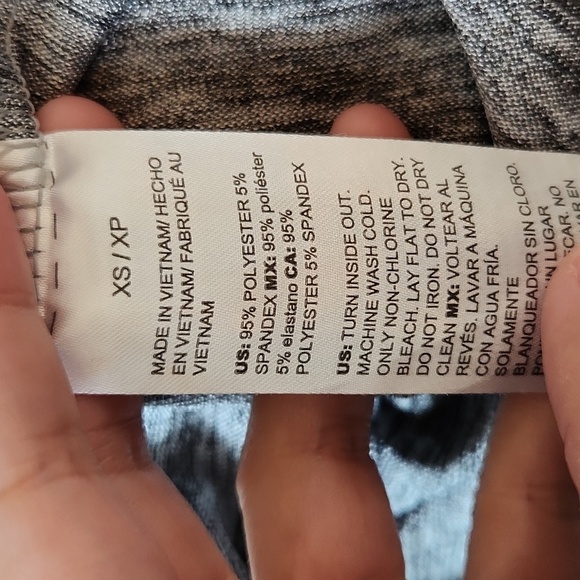 XS / XP
MADE IN VIETNAM/ HECHO
EN VIETNAM/ FABRIQUÉ AU
VIETNAM
US: 95% POLYESTER 5%
SPANDEX MX: 95% poliéster
5% elastano CA: 95%
POLYESTER 5% SPANDEX
US: TURN INSIDE OUT.
MACHINE WASH COLD.
ONLY NON-CHLORINE
BLEACH. LAY FLAT TO DRY.
DO NOT IRON. DO NOT DRY
CLEAN MX: VOLTEAR AL
REVÉS. LAVAR A MÁQUINA
CON AGUA FRÍA.
SOLAMENTE
BLANQUEADOR SIN CLORO.
LUGAR
NO
EN